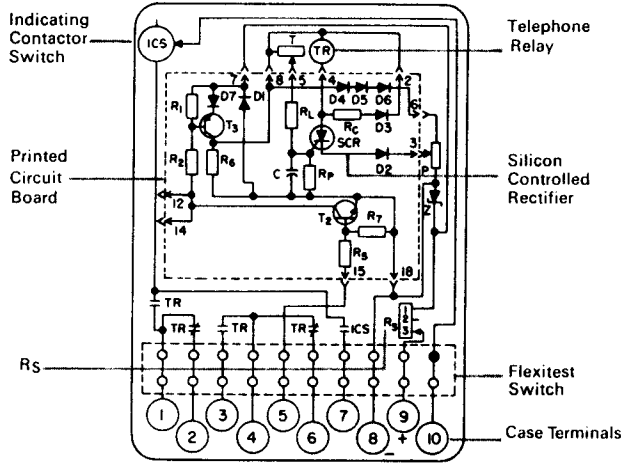 Indicating
Contactor
Switch
ICS
T
TR
Telephone
Relay
7
8
5
4
2
R1
D7
D1
D4
D5
D6
6
T3
RL
RC
D3
SCR
3
Printed
Circuit
Board
R2
R6
C
RP
D2
P
Silicon
Controlled
Rectifier
12
Z
14
T2
R7
R5
15
18
TR
TR
TR
TR
ICS
RS
1
2
3
RS
Flexitest
Switch
1
2
3
4
5
6
7
8
9
10
−
+
Case Terminals